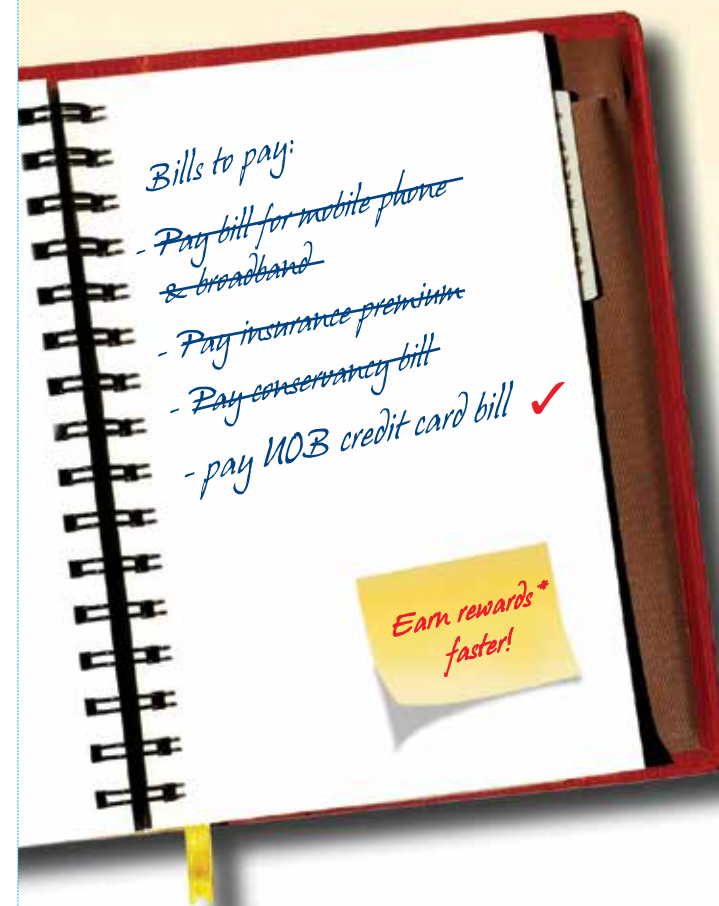 Bills to pay:
- Pay bill for mobile phone
& broadband
- Pay insurance premium
- Pay conservancy bill
- pay UOB credit card bill ✓
Earn rewards*
faster!